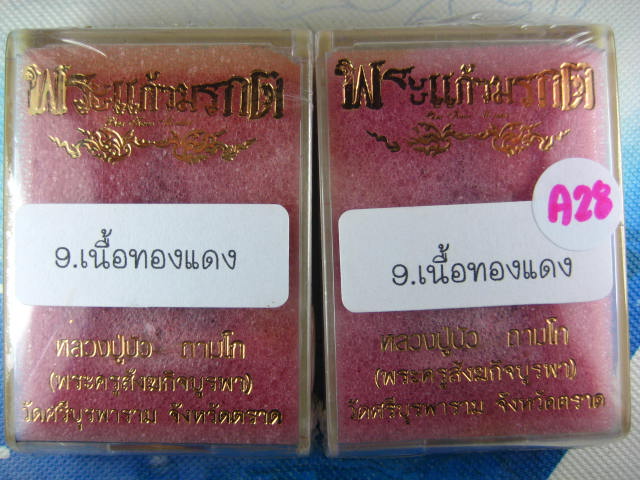 พระแก้วมรกต
9.เนื้อทองแดง
หลวงปู่บัว ถามโก
(พระครูสังฆกิจบูรพา)
วัดศรีบุรพาราม จังหวัดตราด
พระแก้วมรกต
A28
9.เนื้อทองแดง
หลวงปู่บัว ถามโก
(พระครูสังฆกิจบูรพา)
วัดศรีบุรพาราม จังหวัดตราด